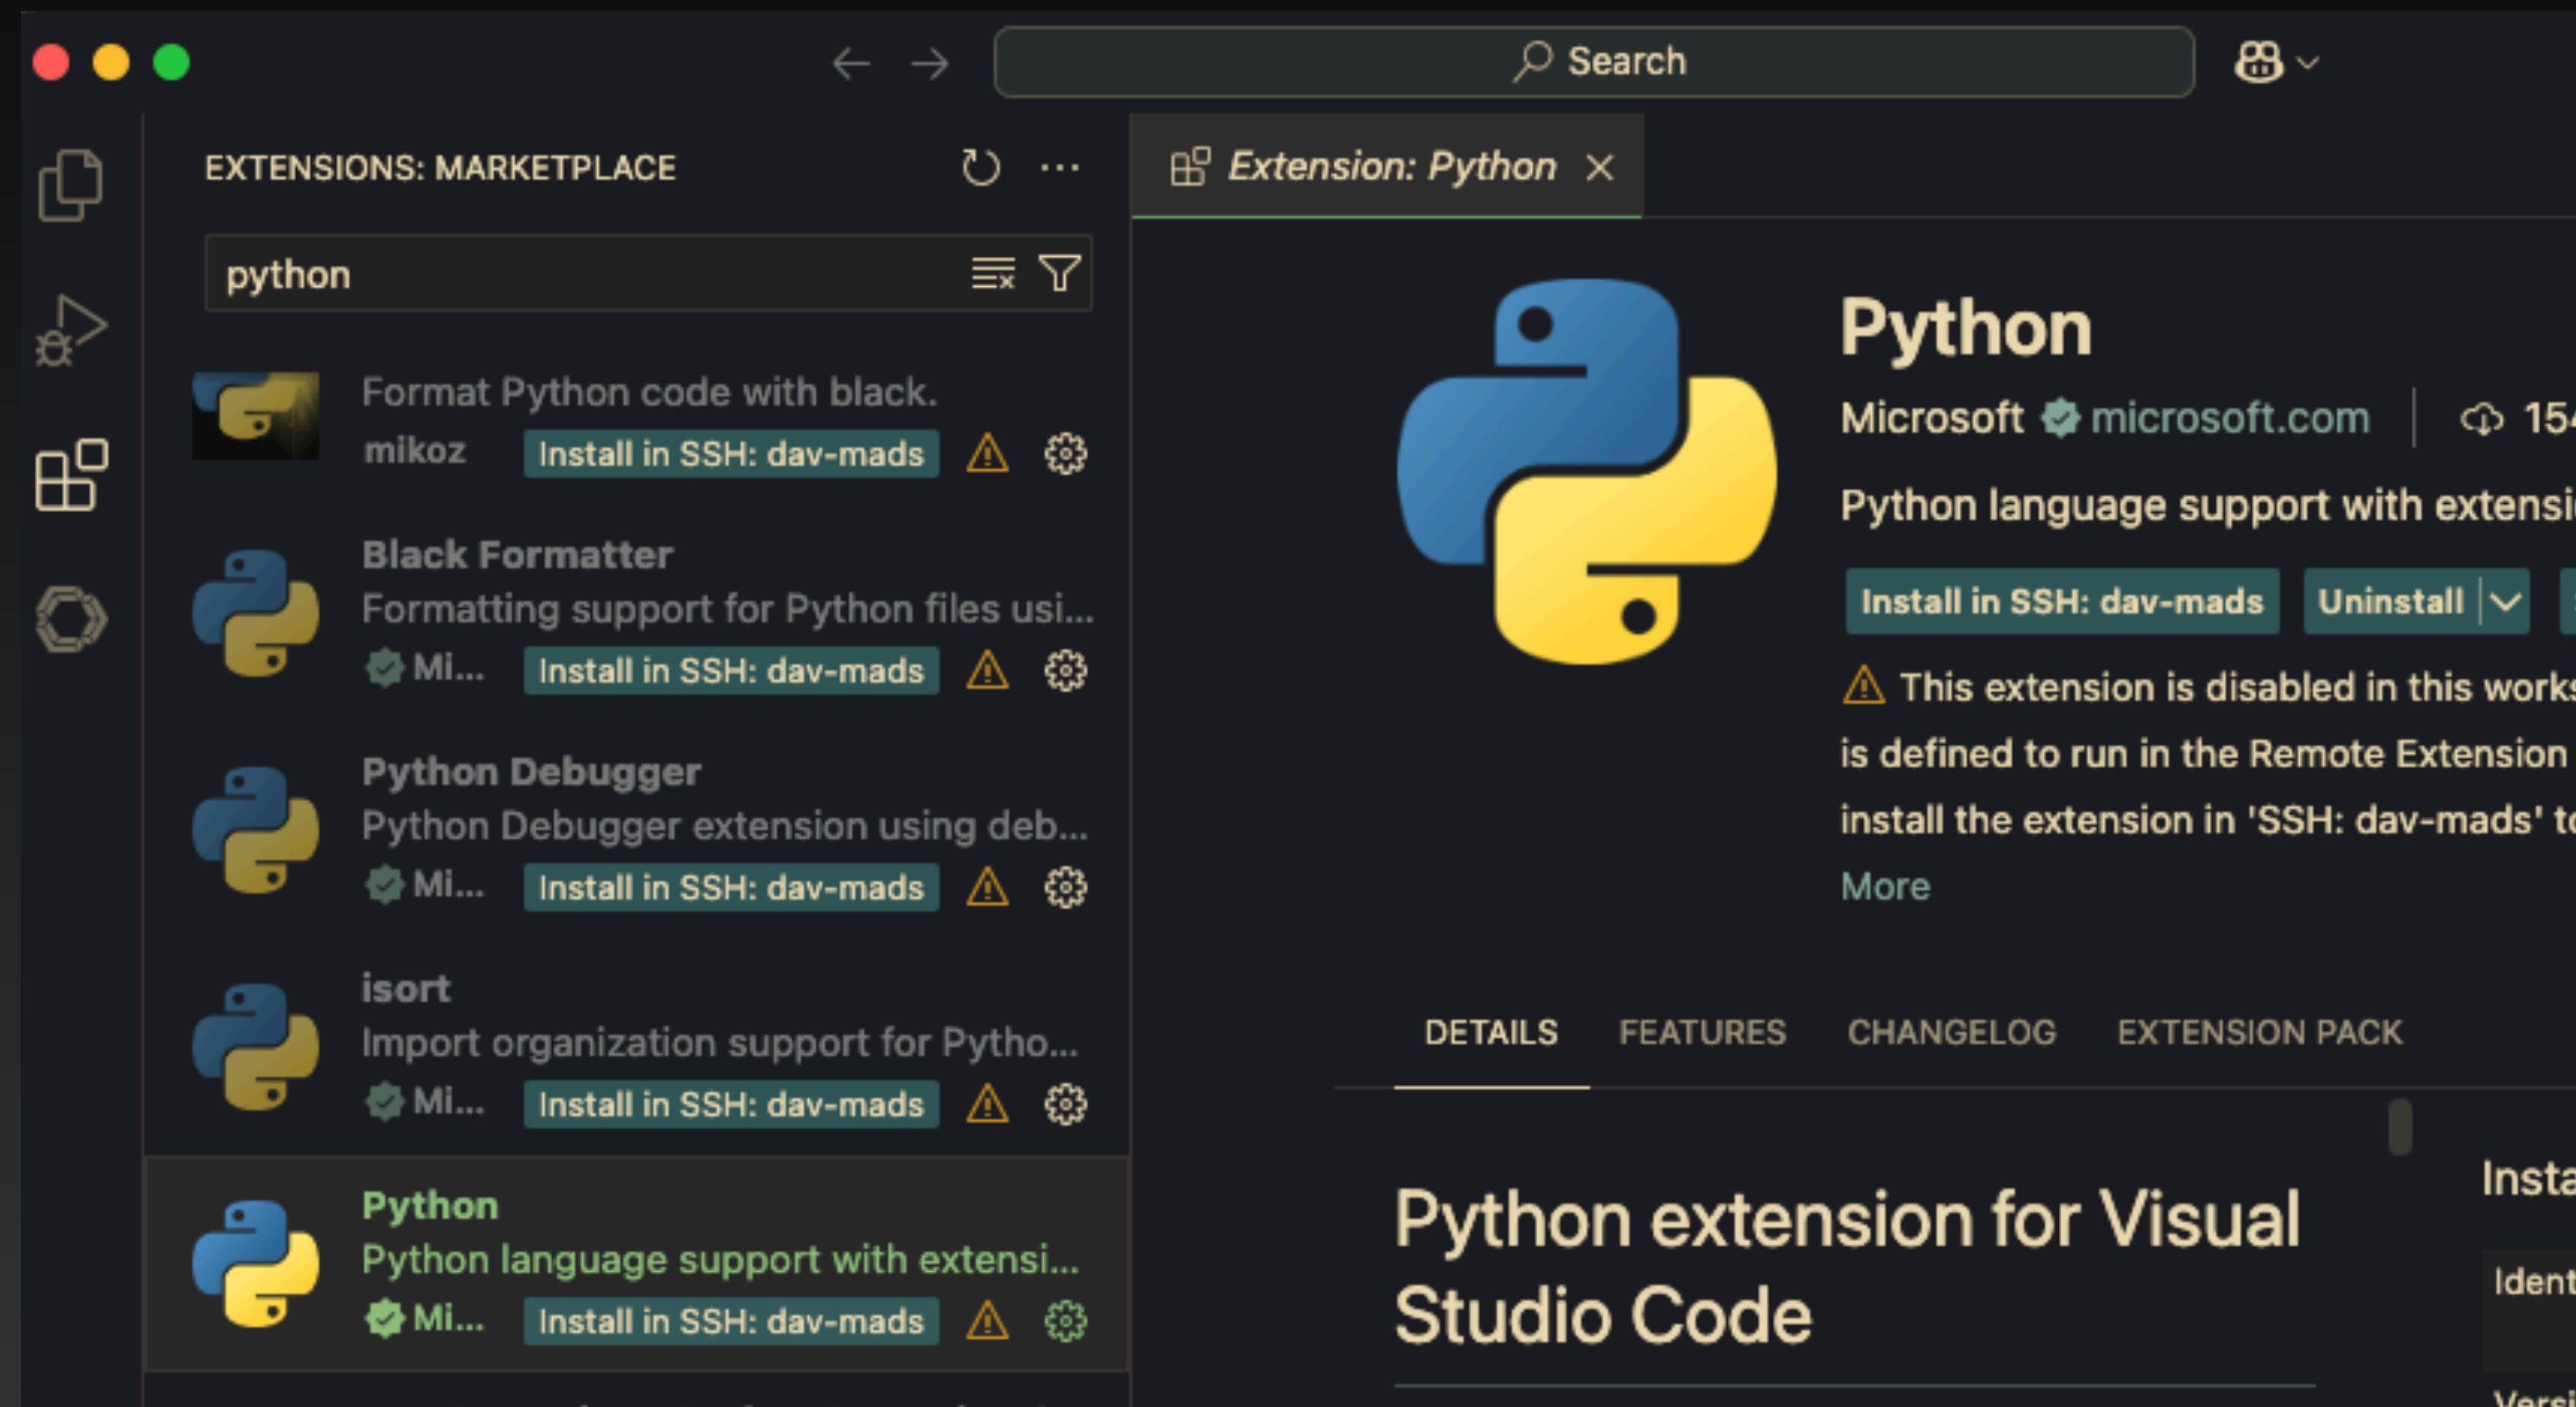 Search
EXTENSIONS: MARKETPLACE
python
Format Python code with black.
mikoz Install in SSH: dav-mads
Black Formatter
Formatting support for Python files usi...
Mi... Install in SSH: dav-mads
Python Debugger
Python Debugger extension using deb...
Mi... Install in SSH: dav-mads
isort
Import organization support for Pytho...
Mi... Install in SSH: dav-mads
Python
Python language support with extensi...
Mi... Install in SSH: dav-mads
Extension: Python
Python
Microsoft microsoft.com 154
Python language support with extensi
Install in SSH: dav-mads Uninstall
This extension is disabled in this works
is defined to run in the Remote Extension
install the extension in 'SSH: dav-mads' to
More
DETAILS FEATURES CHANGELOG EXTENSION PACK
Python extension for Visual
Studio Code
Insta
Ident